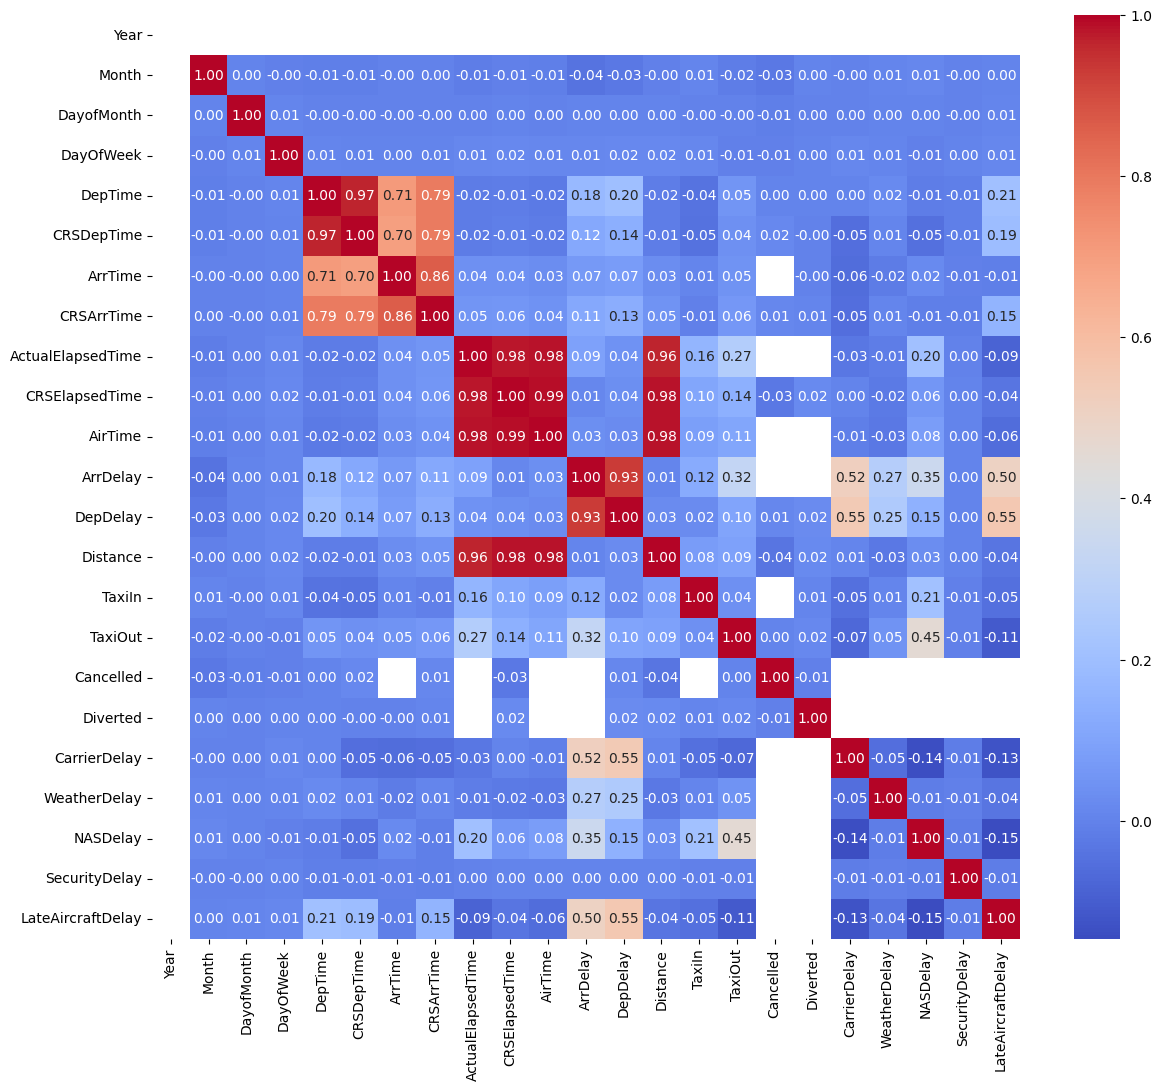 Year
Month 1.00 0.00 -0.00 -0.01 -0.01 -0.00 0.00 -0.01 -0.01 -0.01 -0.04 -0.03 -0.00 0.01 -0.02 -0.03 0.00 -0.00 0.01 0.01 -0.00 0.00
DayofMonth 0.00 1.00 0.01 -0.00 -0.00 -0.00 -0.00 0.00 0.00 0.00 0.00 0.00 0.00 -0.00 -0.00 -0.01 0.00 0.00 0.00 0.00 -0.00 0.01
DayOfWeek -0.00 0.01 1.00 0.01 0.01 0.00 0.01 0.01 0.02 0.01 0.01 0.02 0.02 0.01 -0.01 -0.01 0.00 0.01 0.01 -0.01 0.00 0.01
DepTime -0.01 -0.00 0.01 1.00 0.97 0.71 0.79 -0.02 -0.01 -0.02 0.18 0.20 -0.02 -0.04 0.05 0.00 0.00 0.00 0.02 -0.01 -0.01 0.21
CRSDepTime -0.01 -0.00 0.01 0.97 1.00 0.70 0.79 -0.02 -0.01 -0.02 0.12 0.14 -0.01 -0.05 0.04 0.02 -0.00 -0.05 0.01 -0.05 -0.01 0.19
ArrTime -0.00 -0.00 0.00 0.71 0.70 1.00 0.86 0.04 0.04 0.03 0.07 0.07 0.03 0.01 0.05 -0.00 -0.06 -0.02 0.02 -0.01 -0.01
CRSArrTime 0.00 -0.00 0.01 0.79 0.79 0.86 1.00 0.05 0.06 0.04 0.11 0.13 0.05 -0.01 0.06 0.01 0.01 -0.05 0.01 -0.01 -0.01 0.15
ActualElapsedTime -0.01 0.00 0.01 -0.02 -0.02 0.04 0.05 1.00 0.98 0.98 0.09 0.04 0.96 0.16 0.27 -0.03 -0.01 0.20 0.00 -0.09
CRSElapsedTime -0.01 0.00 0.02 -0.01 -0.01 0.04 0.06 0.98 1.00 0.99 0.01 0.04 0.98 0.10 0.14 -0.03 0.02 0.00 -0.02 0.06 0.00 -0.04
AirTime -0.01 0.00 0.01 -0.02 -0.02 0.03 0.04 0.98 0.99 1.00 0.03 0.03 0.98 0.09 0.11 -0.01 -0.03 0.08 0.00 -0.06
ArrDelay -0.04 0.00 0.01 0.18 0.12 0.07 0.11 0.09 0.01 0.03 1.00 0.93 0.01 0.12 0.32 0.52 0.27 0.35 0.00 0.50
DepDelay -0.03 0.00 0.02 0.20 0.14 0.07 0.13 0.04 0.04 0.03 0.93 1.00 0.03 0.02 0.10 0.01 0.02 0.55 0.25 0.15 0.00 0.55
Distance -0.00 0.00 0.02 -0.02 -0.01 0.03 0.05 0.96 0.98 0.98 0.01 0.03 1.00 0.08 0.09 -0.04 0.02 0.01 -0.03 0.03 0.00 -0.04
TaxiIn 0.01 -0.00 0.01 -0.04 -0.05 0.01 -0.01 0.16 0.10 0.09 0.12 0.02 0.08 1.00 0.04 0.01 -0.05 0.01 0.21 -0.01 -0.05
TaxiOut -0.02 -0.00 -0.01 0.05 0.04 0.05 0.06 0.27 0.14 0.11 0.32 0.10 0.09 0.04 1.00 0.00 0.02 -0.07 0.05 0.45 -0.01 -0.11
Cancelled -0.03 -0.01 -0.01 0.00 0.02 0.01 -0.03 0.01 -0.04 0.00 1.00 -0.01
Diverted 0.00 0.00 0.00 0.00 -0.00 -0.00 0.01 0.02 0.02 0.02 0.01 0.02 -0.01 1.00
CarrierDelay -0.00 0.00 0.01 0.00 -0.05 -0.06 -0.05 -0.03 0.00 -0.01 0.52 0.55 0.01 -0.05 -0.07 1.00 -0.05 -0.14 -0.01 -0.13
WeatherDelay 0.01 0.00 0.01 0.02 0.01 -0.02 0.01 -0.01 -0.02 -0.03 0.27 0.25 -0.03 0.01 0.05 -0.05 1.00 -0.01 -0.01 -0.04
NASDelay 0.01 0.00 -0.01 -0.01 -0.05 0.02 -0.01 0.20 0.06 0.08 0.35 0.15 0.03 0.21 0.45 -0.14 -0.01 1.00 -0.01 -0.15
SecurityDelay -0.00 -0.00 0.00 -0.01 -0.01 -0.01 -0.01 0.00 0.00 0.00 0.00 0.00 0.00 -0.01 -0.01 -0.01 -0.01 -0.01 1.00 -0.01
LateAircraftDelay 0.00 0.01 0.01 0.21 0.19 -0.01 0.15 -0.09 -0.04 -0.06 0.50 0.55 -0.04 -0.05 -0.11 -0.13 -0.04 -0.15 -0.01 1.00
Year
Month
DayofMonth
DayOfWeek
DepTime
CRSDepTime
ArrTime
CRSArrTime
ActualElapsedTime
CRSElapsedTime
AirTime
ArrDelay
DepDelay
Distance
TaxiIn
TaxiOut
Cancelled
Diverted
CarrierDelay
WeatherDelay
NASDelay
SecurityDelay
LateAircraftDelay
1.0
0.8
0.6
0.4
0.2
0.0